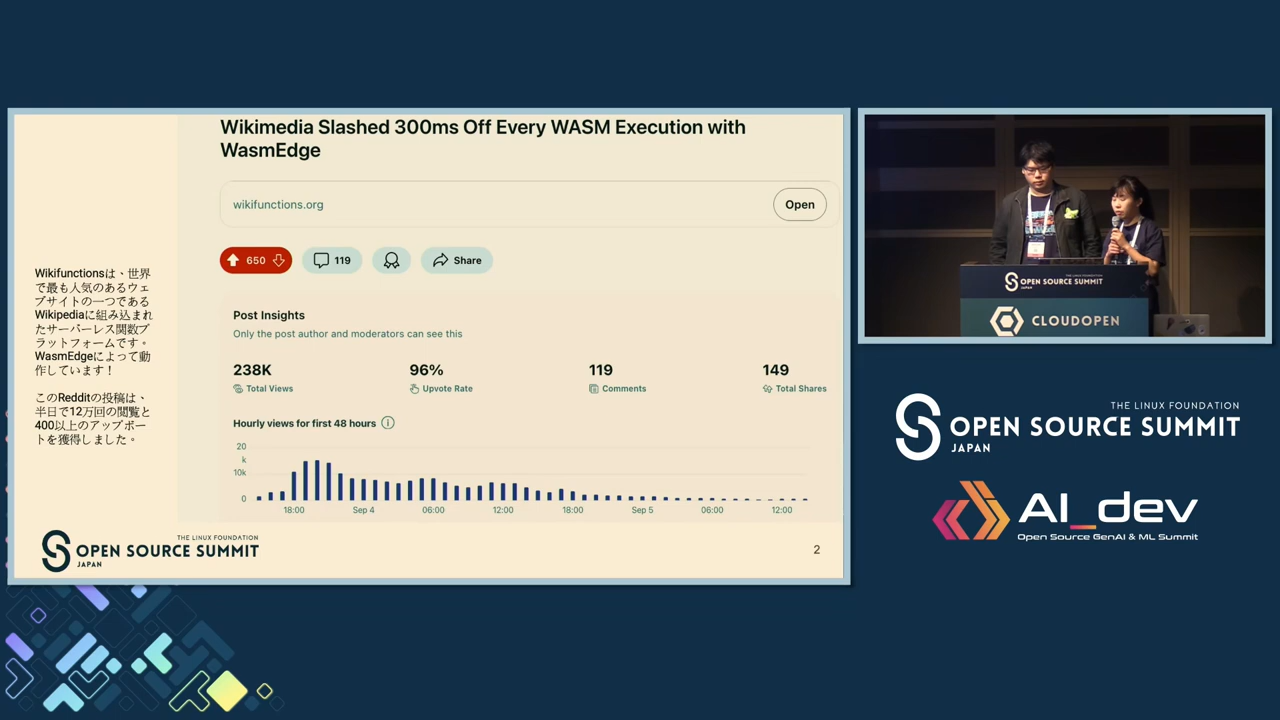 Wikimedia Slashed 300ms Off Every WASM Execution with
WasmEdge
wikifunctions.org
Open
650
119
Share
Post Insights
Only the post author and moderators can see this
238K
Total Views
96%
Upvote Rate
119
Comments
149
Total Shares
Hourly views for first 48 hours
20
k
10k
0
18:00
Sep 4
06:00
12:00
18:00
Sep 5
06:00
12:00
Wikifunctionsは、世界
で最も人気のあるウェ
ブサイトの一つである
Wikipediaに組み込まれ
たサーバーレス関数プ
ラットフォームです。
WasmEdgeによって動
作しています！
このRedditの投稿は、
半日で12万回の閲覧と
400以上のアップボー
トを獲得しました。
THE LINUX FOUNDATION
OPEN SOURCE SUMMIT
JAPAN
2
THE LINUX FOUNDATION
OPEN SOURCE SUMMIT
JAPAN
CLOUDOPEN
THE LINUX FOUNDATION
OPEN SOURCE SUMMIT
JAPAN
AI_dev
Open Source GenAI & ML Summit